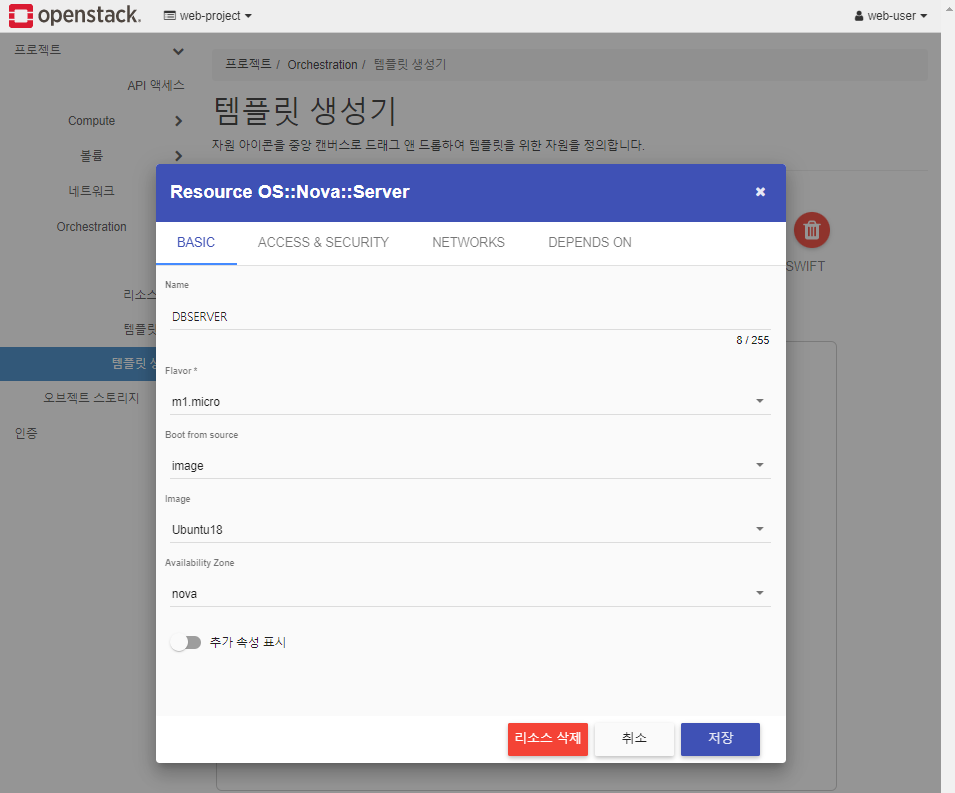 openstack. web-project web-user
프로젝트
API 액세스
Compute
볼륨
네트워크
Orchestration
리소스
템플릿
템플릿 생
오브젝트 스토리지
인증
프로젝트 / Orchestration / 템플릿 생성기
템플릿 생성기
자원 아이콘을 중앙 캔버스로 드래그 앤 드롭하여 템플릿을 위한 자원을 정의합니다.
SWIFT
Resource OS::Nova::Server ×
BASIC ACCESS & SECURITY NETWORKS DEPENDS ON
Name
DBSERVER
8 / 255
Flavor *
m1.micro
Boot from source
image
Image
Ubuntu18
Availability Zone
nova
추가 속성 표시
리소스 삭제 취소 저장